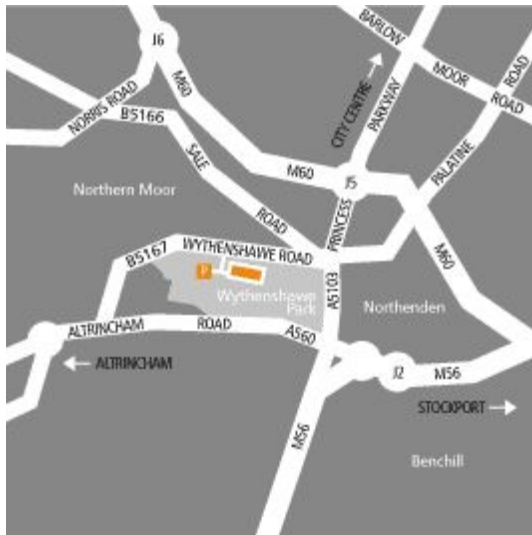 J6
BARLOW
MOOR
ROAD
ROAD
NORRIS ROAD
M60
CITY CENTRE
PARKWAY
B5166
PALATINE
SALE
M60
J5
Northern Moor
ROAD
PRINCESS
B5167
WYTHENSHAWE ROAD
M60
P
Wythenshawe
Park
A5103
Northenden
ALTRINCHAM
ROAD
A560
ALTRINCHAM
J2
M56
STOCKPORT
M56
Benchill